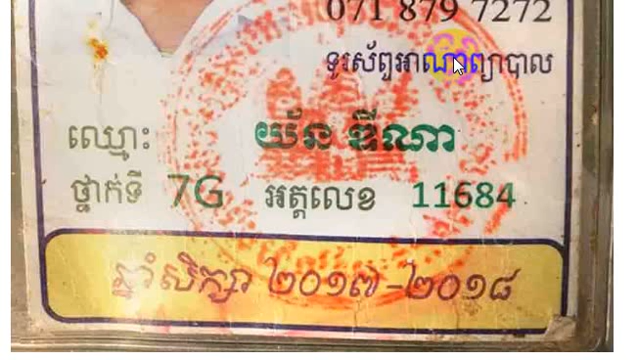 071 879 7272
ទូរស័ព្ទអាណាព្យាបាល
ឈ្មោះ យ៉ន ឌីណា
ថ្នាក់ទី 7G អត្តលេខ 11684
ឆ្នាំសិក្សា ២០១៧-២០១៨